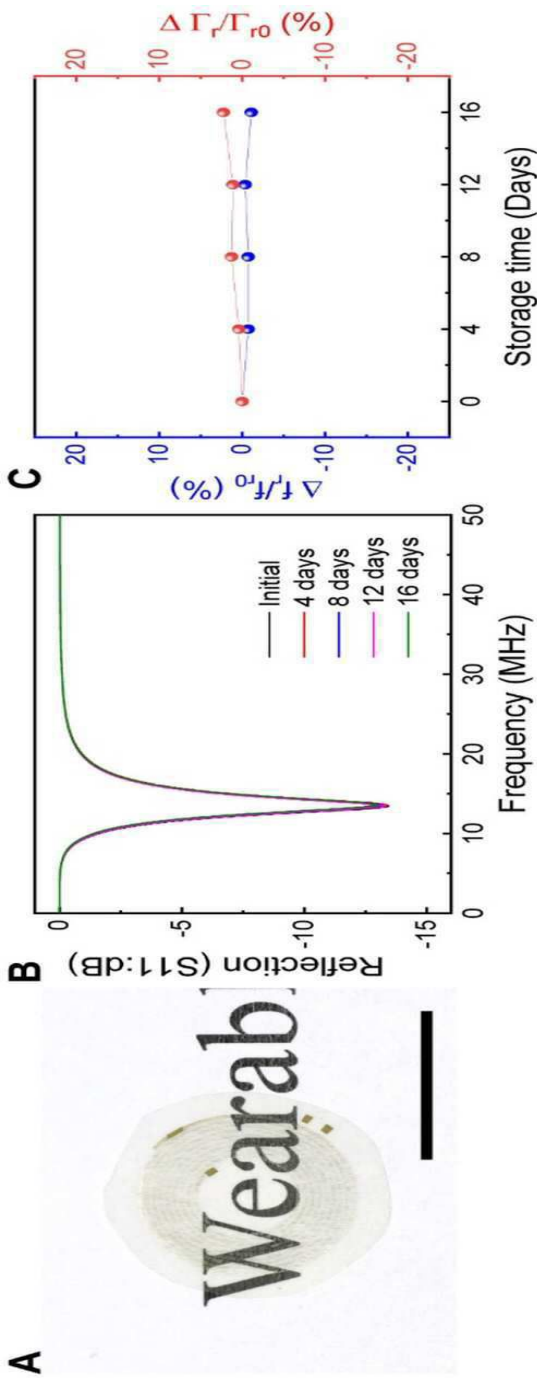 A
Wearabl
B
Reflection (S11:dB)
0
-5
-10
-15
Initial
4 days
8 days
12 days
16 days
0 10 20 30 40 50
Frequency (MHz)
C
Δ fr/fr0 (%)
20
10
0
-10
-20
0 4 8 12 16
Storage time (Days)
20
10
0
-10
-20
Δ Γr/Γr0 (%)